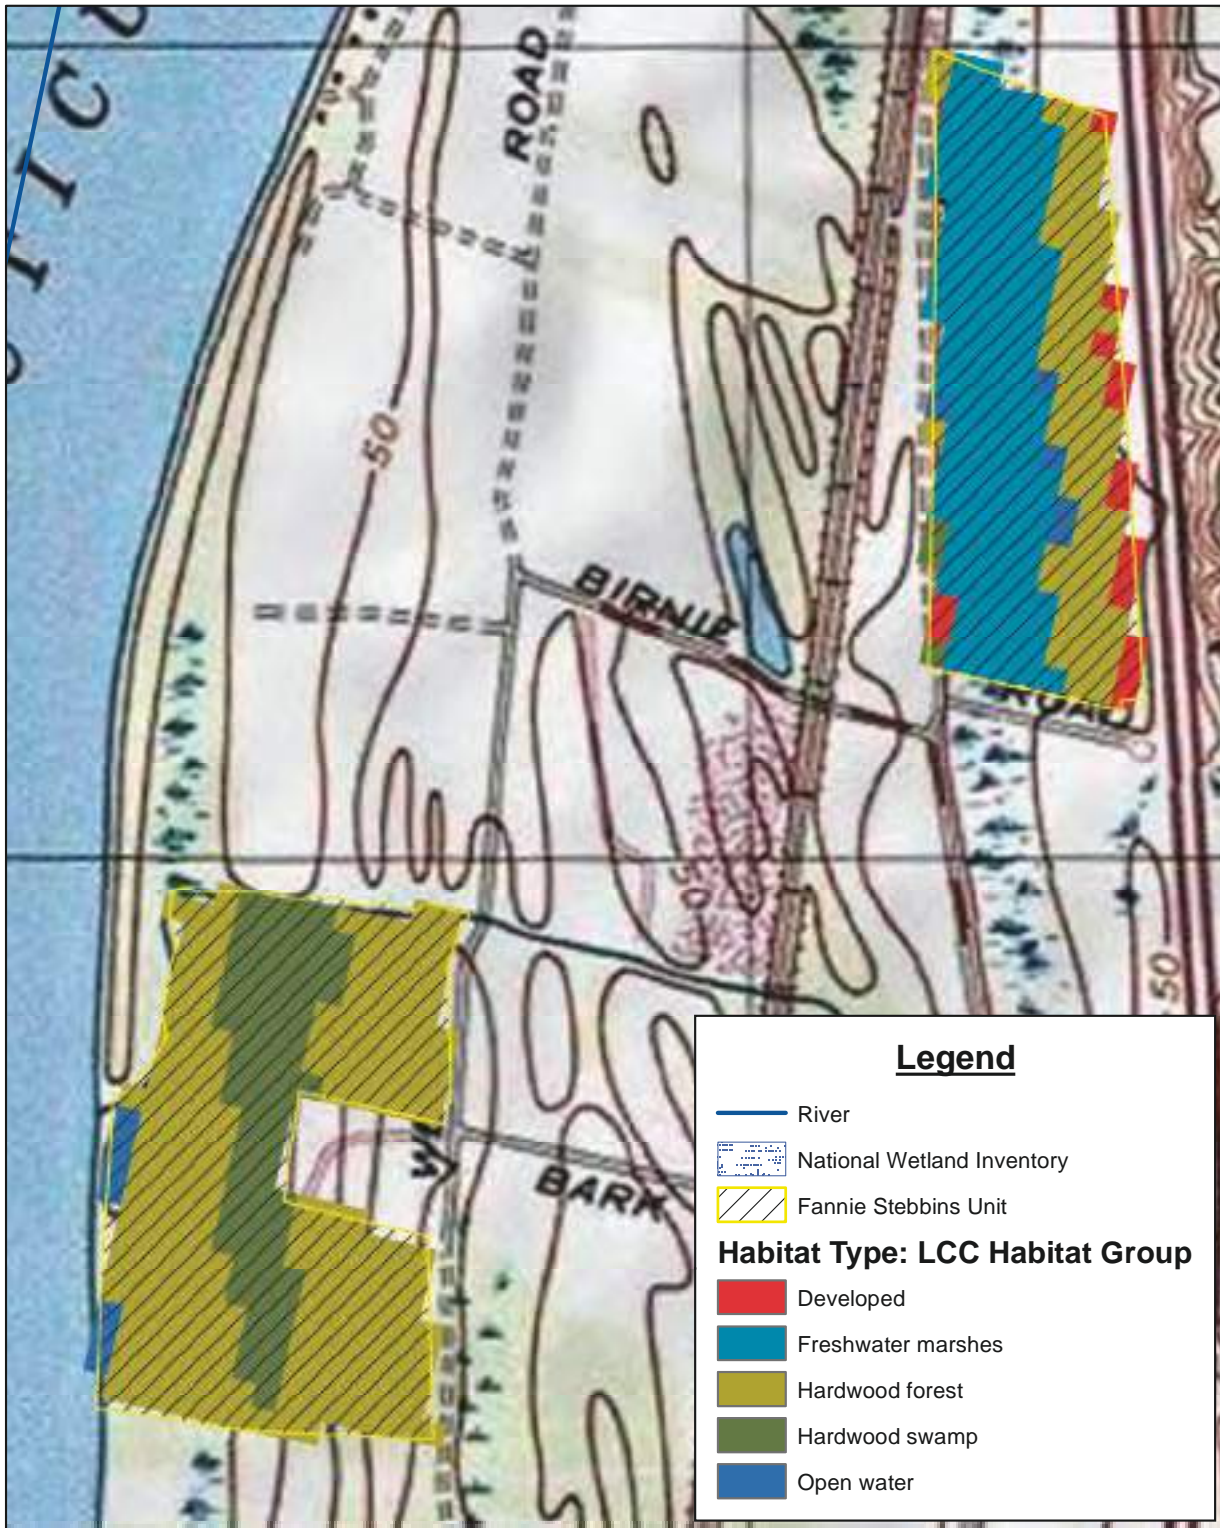 ROAD
50
BIRNIE
ROAD
50
BARK
Legend
River
National Wetland Inventory
Fannie Stebbins Unit
Habitat Type: LCC Habitat Group
Developed
Freshwater marshes
Hardwood forest
Hardwood swamp
Open water